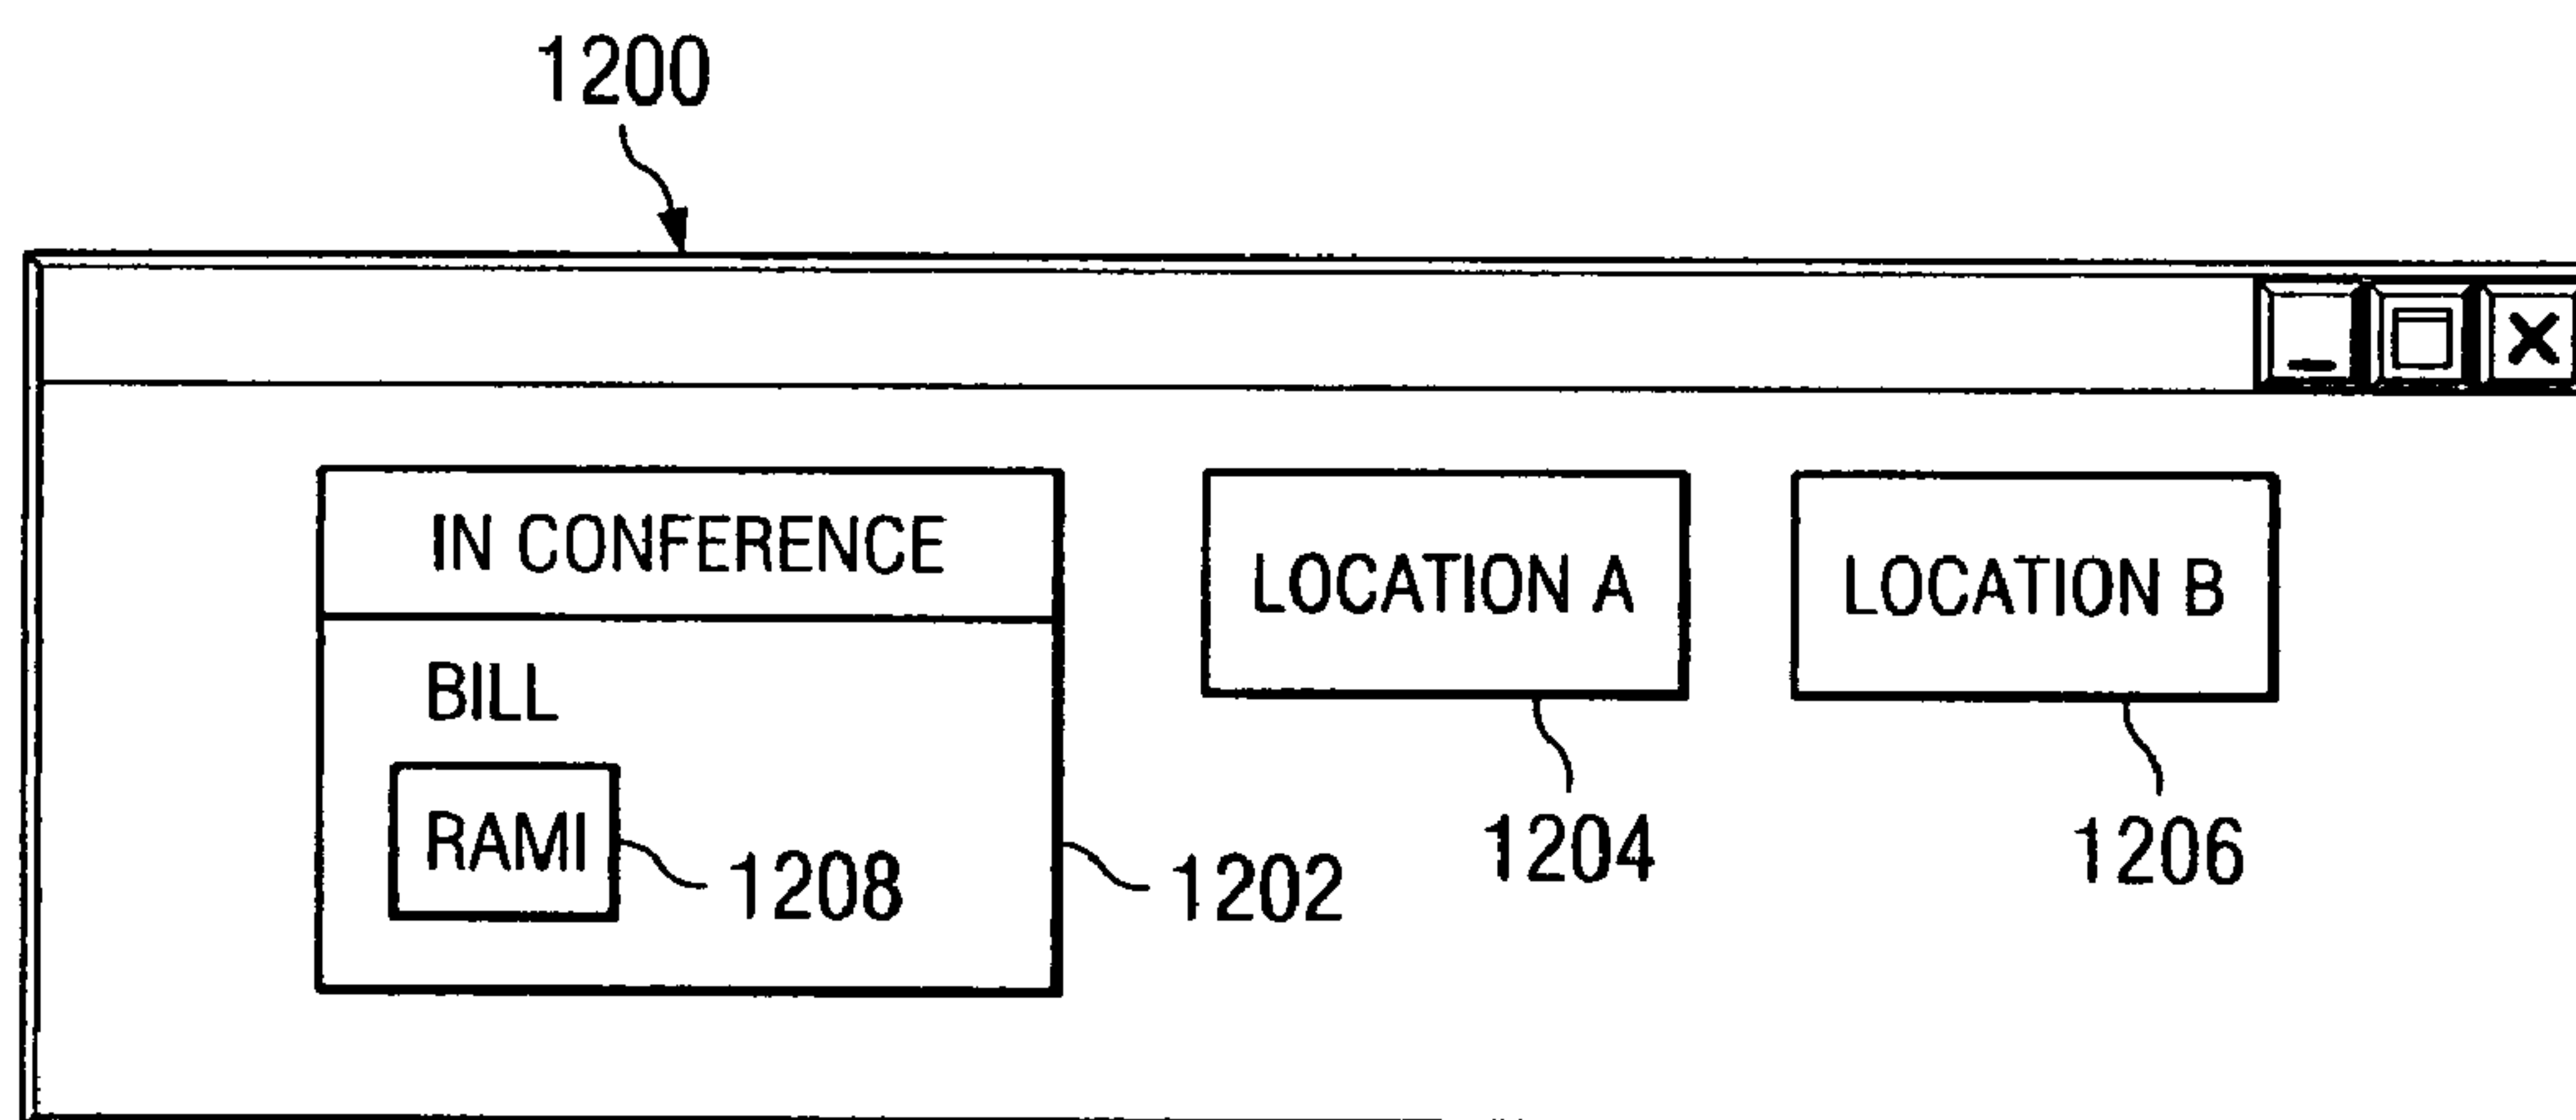 1200
IN CONFERENCE
LOCATION A
LOCATION B
BILL
RAMI
1208
1202
1204
1206